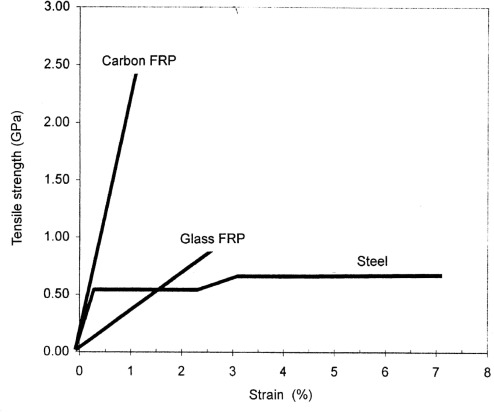 3.00
2.50
2.00
1.50
1.00
0.50
0.00
Tensile strength (GPa)
Carbon FRP
Glass FRP
Steel
0 1 2 3 4 5 6 7 8
Strain (%)